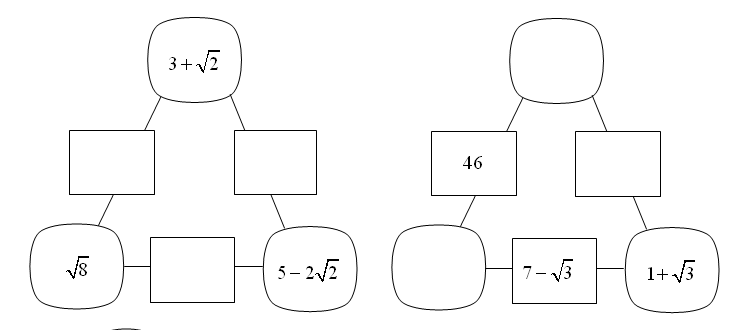 3 + √2
46
√8
5 − 2√2
7 − √3
1 + √3